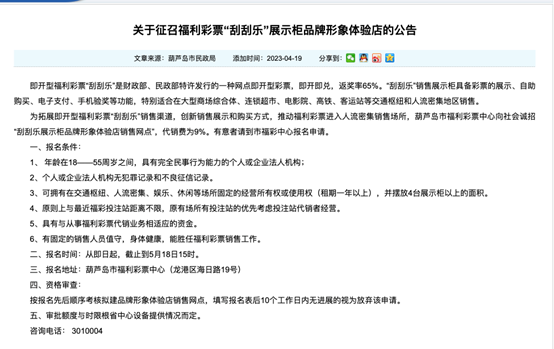 关于征召福利彩票“刮刮乐”展示柜品牌形象体验店的公告
文章来源：葫芦岛市民政局 添加时间：2023-04-19 分享到：
即开型福利彩票“刮刮乐”是财政部、民政部特许发行的一种网点即开型彩票，即开即兑，返奖率65%。“刮刮乐”销售展示柜具备彩票的展示、自助
购买、电子支付、手机验奖等功能，特别适合在大型商场综合体、连锁超市、电影院、高铁、客运站等交通枢纽和人流密集地区销售。
为拓展即开型福利彩票“刮刮乐”销售渠道，创新销售展示和购买方式，推动福利彩票进入人流密集销售场所，葫芦岛市福利彩票中心向社会诚招
“刮刮乐展示柜品牌形象体验店销售网点”，代销费为9%。有意者请到市福彩中心报名申请。
一、报名条件：
1、 年龄在18——55周岁之间，具有完全民事行为能力的个人或企业法人机构；
2、个人或企业法人机构无犯罪记录和不良征信记录。
3、可拥有在交通枢纽、人流密集、娱乐、休闲等场所固定的经营所有权或使用权（租期一年以上），并摆放4台展示柜以上的面积。
4、原则上与最近福彩投注站距离不限，原有场所有投注站的优先考虑投注站代销者经营。
5、具有与从事福利彩票代销业务相适应的资金。
6、有固定的销售人员值守，身体健康，能胜任福利彩票销售工作。
二、报名时间：从即日起，截止到5月18日15时。
三、报名地址：葫芦岛市福利彩票中心（龙港区海日路19号）
四、资格审查：
按报名先后顺序考核拟建品牌形象体验店销售网点，填写报名表后10个工作日内无进展的视为放弃该申请。
五、审批额度与时限根省中心设备提供情况而定。
咨询电话： 3010004